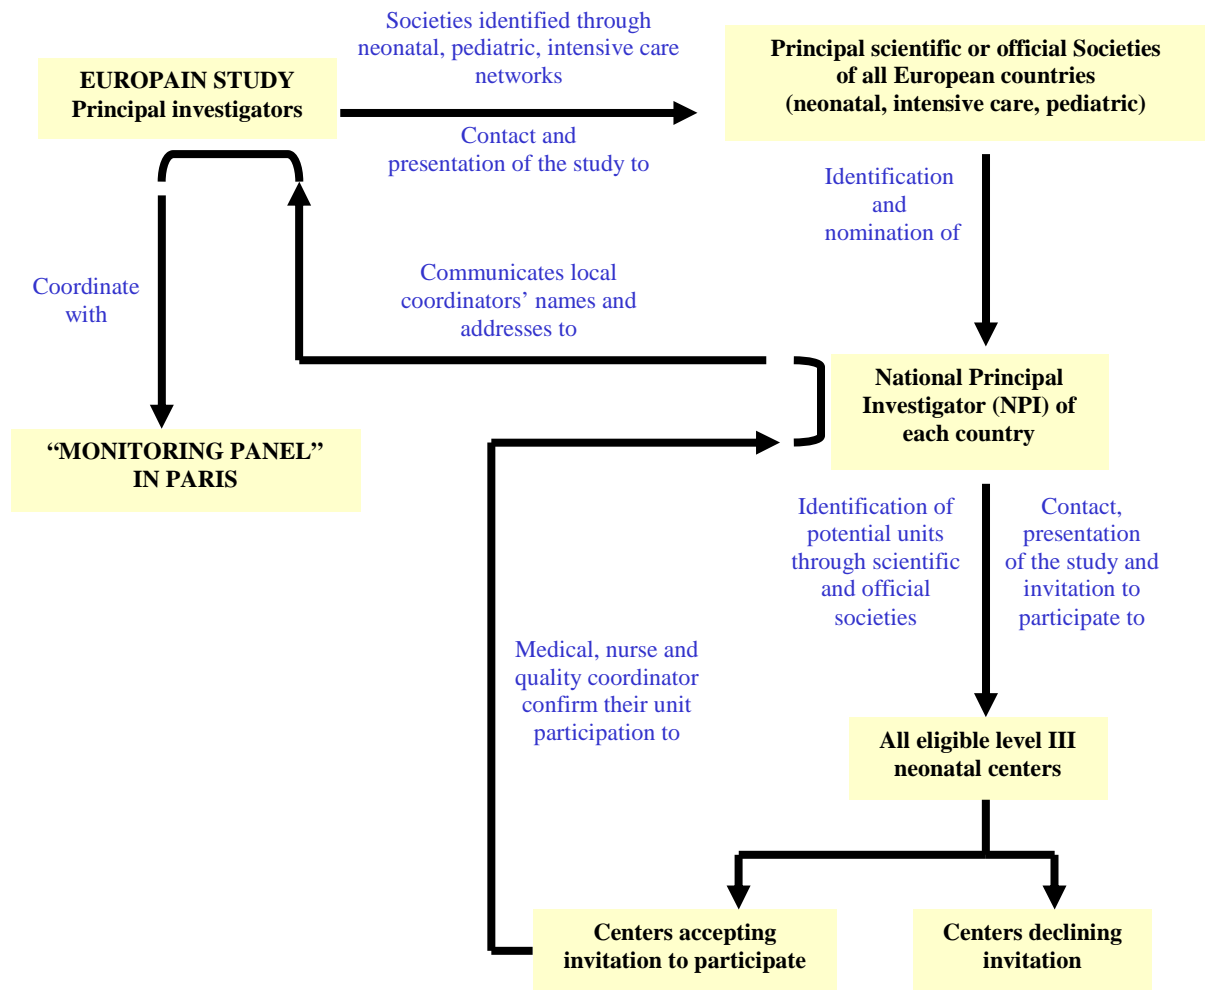 Societies identified through
neonatal, pediatric, intensive care
networks
EUROPAIN STUDY
Principal investigators
Principal scientific or official Societies
of all European countries
(neonatal, intensive care, pediatric)
Contact and
presentation of the study to
Identification
and
nomination of
Coordinate
with
Communicates local
coordinators’ names and
addresses to
National Principal
Investigator (NPI) of
each country
“MONITORING PANEL”
IN PARIS
Identification of
potential units
through scientific
and official
societies
Contact,
presentation
of the study and
invitation to
participate to
Medical, nurse and
quality coordinator
confirm their unit
participation to
All eligible level III
neonatal centers
Centers accepting
invitation to participate
Centers declining
invitation